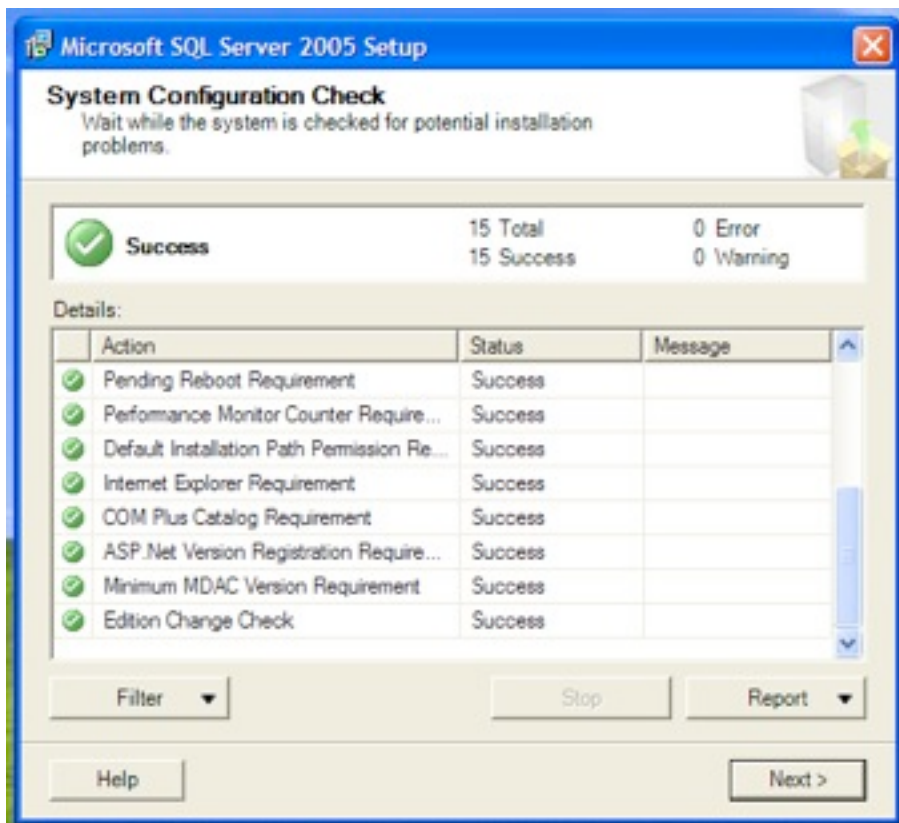 Microsoft SQL Server 2005 Setup
System Configuration Check
Wait while the system is checked for potential installation
problems.
Success
15 Total 0 Error
15 Success 0 Warning
Details:
Action Status Message
Pending Reboot Requirement Success
Performance Monitor Counter Require... Success
Default Installation Path Permission Re... Success
Internet Explorer Requirement Success
COM Plus Catalog Requirement Success
ASP.Net Version Registration Require... Success
Minimum MDAC Version Requirement Success
Edition Change Check Success
Filter Stop Report
Help Next >